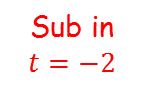 Sub in
t = −2